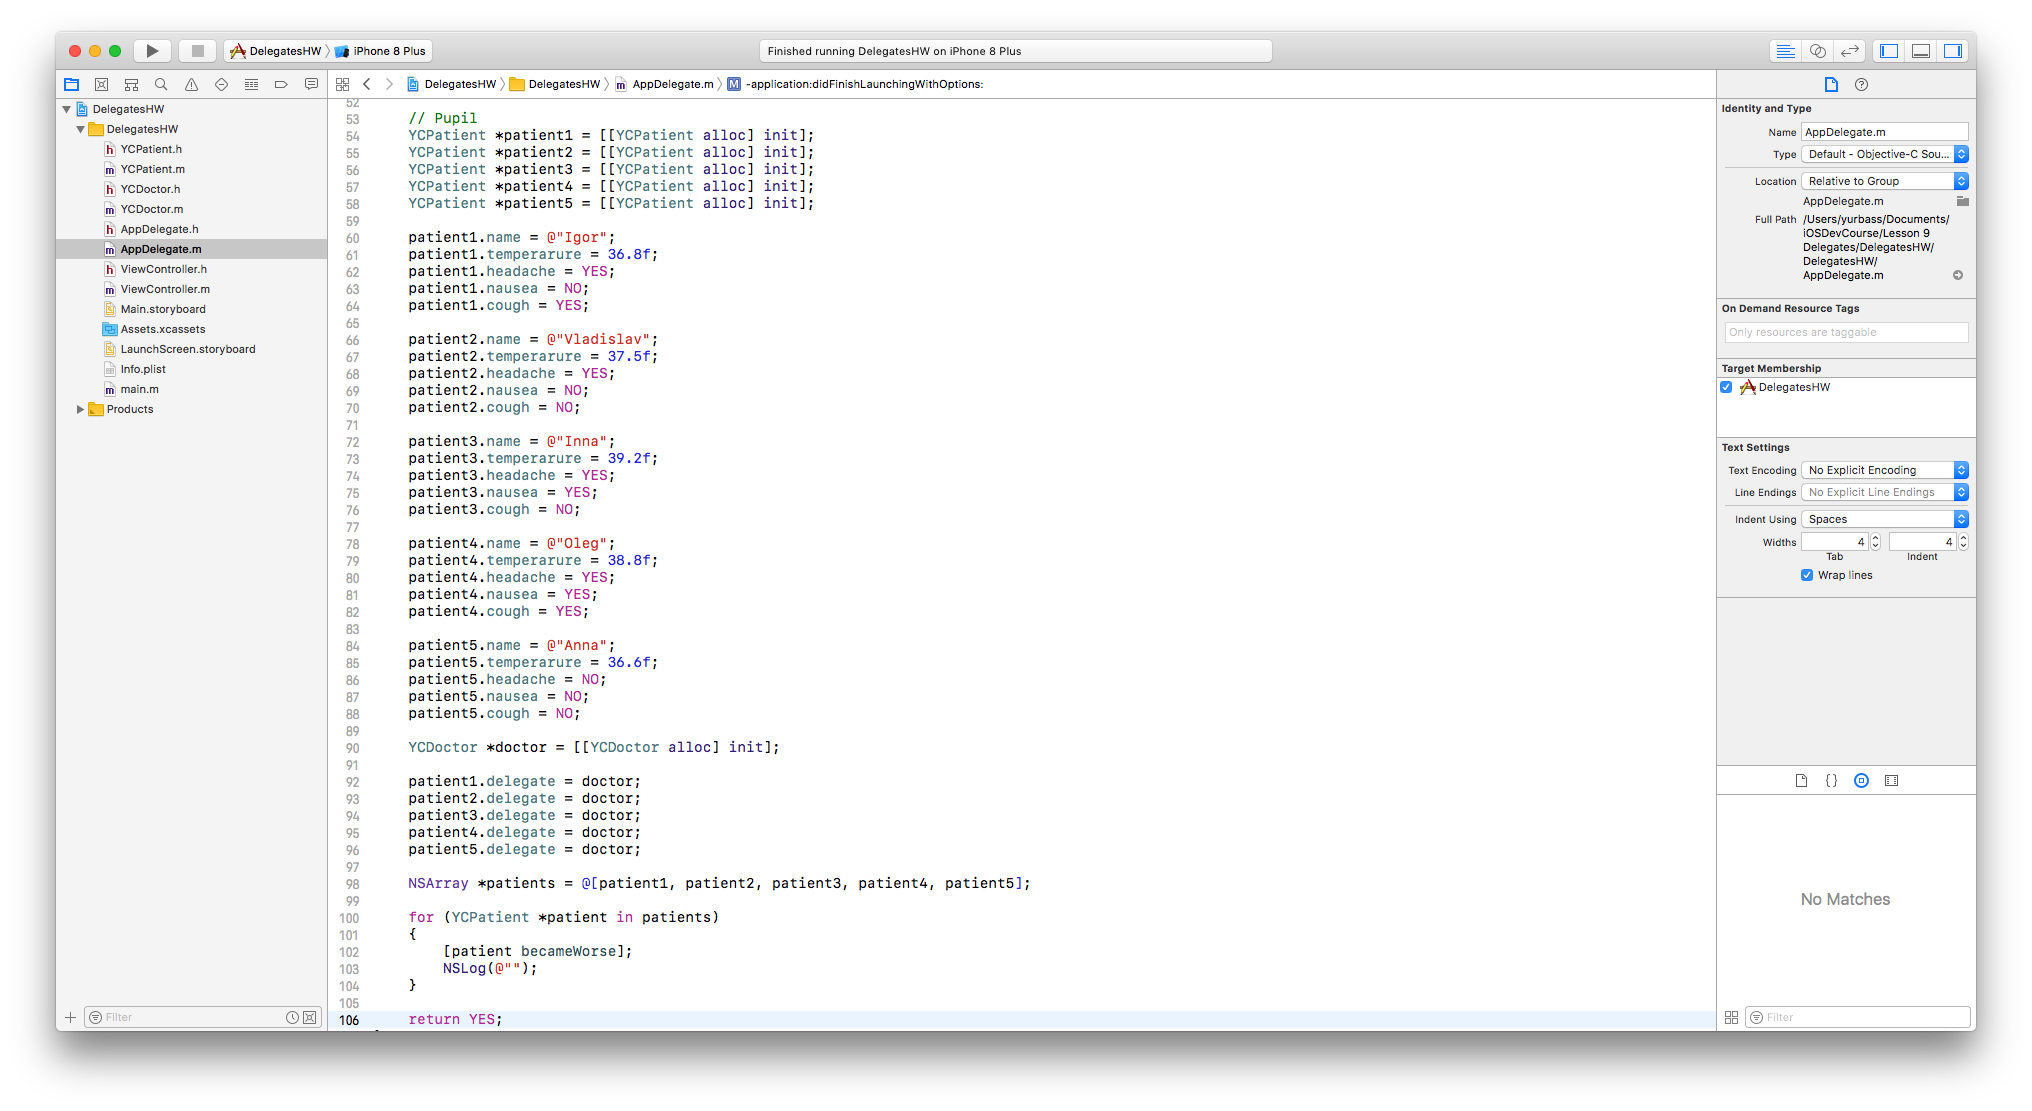 DelegatesHW
iPhone 8 Plus
Finished running DelegatesHW on iPhone 8 Plus
DelegatesHW
DelegatesHW
AppDelegate.m
M
-application:didFinishLaunchingWithOptions:
DelegatesHW
DelegatesHW
h YCPatient.h
m YCPatient.m
h YCDoctor.h
m YCDoctor.m
h AppDelegate.h
m AppDelegate.m
h ViewController.h
m ViewController.m
Main.storyboard
Assets.xcassets
LaunchScreen.storyboard
Info.plist
m main.m
Products
Filter
52
53 // Pupil
54 YCPatient *patient1 = [[YCPatient alloc] init];
55 YCPatient *patient2 = [[YCPatient alloc] init];
56 YCPatient *patient3 = [[YCPatient alloc] init];
57 YCPatient *patient4 = [[YCPatient alloc] init];
58 YCPatient *patient5 = [[YCPatient alloc] init];
59
60 patient1.name = @"Igor";
61 patient1.temperarure = 36.8f;
62 patient1.headache = YES;
63 patient1.nausea = NO;
64 patient1.cough = YES;
65
66 patient2.name = @"Vladislav";
67 patient2.temperarure = 37.5f;
68 patient2.headache = YES;
69 patient2.nausea = NO;
70 patient2.cough = NO;
71
72 patient3.name = @"Inna";
73 patient3.temperarure = 39.2f;
74 patient3.headache = YES;
75 patient3.nausea = YES;
76 patient3.cough = NO;
77
78 patient4.name = @"Oleg";
79 patient4.temperarure = 38.8f;
80 patient4.headache = YES;
81 patient4.nausea = YES;
82 patient4.cough = YES;
83
84 patient5.name = @"Anna";
85 patient5.temperarure = 36.6f;
86 patient5.headache = NO;
87 patient5.nausea = NO;
88 patient5.cough = NO;
89
90 YCDoctor *doctor = [[YCDoctor alloc] init];
91
92 patient1.delegate = doctor;
93 patient2.delegate = doctor;
94 patient3.delegate = doctor;
95 patient4.delegate = doctor;
96 patient5.delegate = doctor;
97
98 NSArray *patients = @[patient1, patient2, patient3, patient4, patient5];
99
100 for (YCPatient *patient in patients)
101 {
102 [patient becameWorse];
103 NSLog(@"");
104 }
105
106 return YES;
Identity and Type
Name AppDelegate.m
Type Default - Objective-C Sou...
Location Relative to Group
AppDelegate.m
Full Path /Users/yurbass/Documents/
iOSDevCourse/Lesson 9
Delegates/DelegatesHW/
DelegatesHW/
AppDelegate.m
On Demand Resource Tags
Only resources are taggable
Target Membership
DelegatesHW
Text Settings
Text Encoding No Explicit Encoding
Line Endings No Explicit Line Endings
Indent Using Spaces
Widths 4 4
Tab Indent
Wrap lines
{}
No Matches
Filter